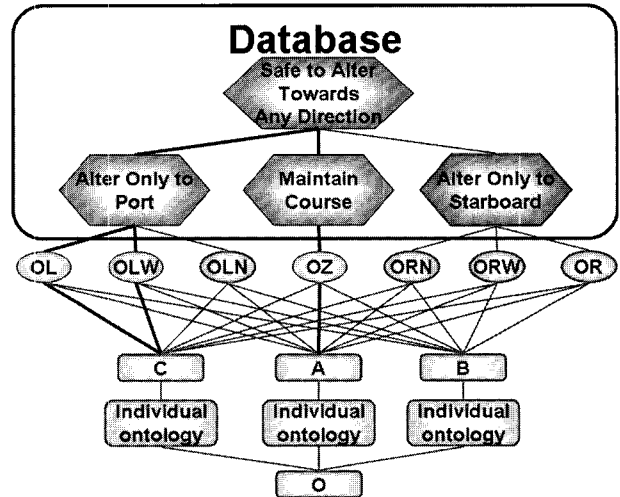 Database
Safe to Alter
Towards
Any Direction
Alter Only to
Port
Maintain
Course
Alter Only to
Starboard
OL OLW OLN OZ ORN ORW OR
C A B
Individual
ontology
Individual
ontology
Individual
ontology
O